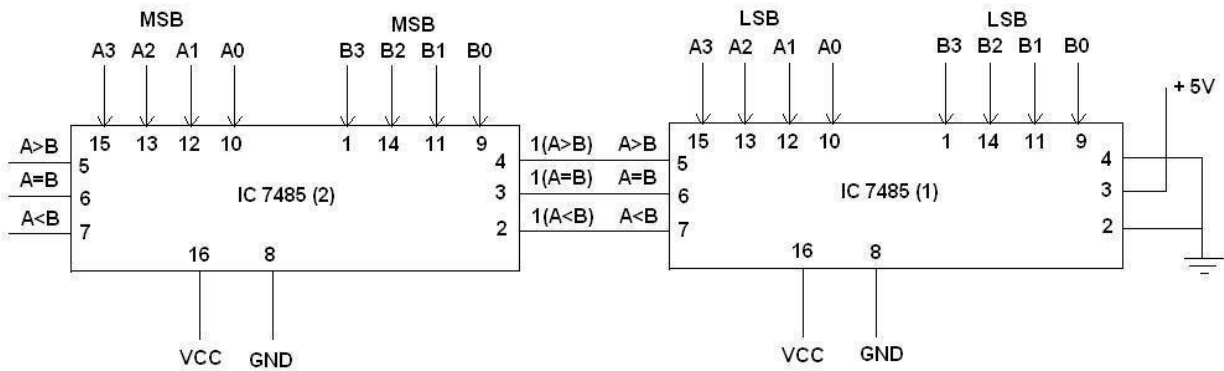 MSB MSB LSB LSB
A3 A2 A1 A0 B3 B2 B1 B0 A3 A2 A1 A0 B3 B2 B1 B0
+ 5V
15 13 12 10 1 14 11 9 15 13 12 10 1 14 11 9
A>B 5 4 1(A>B) A>B 5 4
A=B 6 IC 7485 (2) 3 1(A=B) A=B 6 IC 7485 (1) 3
A<B 7 2 1(A<B) A<B 7 2
16 8 16 8
VCC GND VCC GND